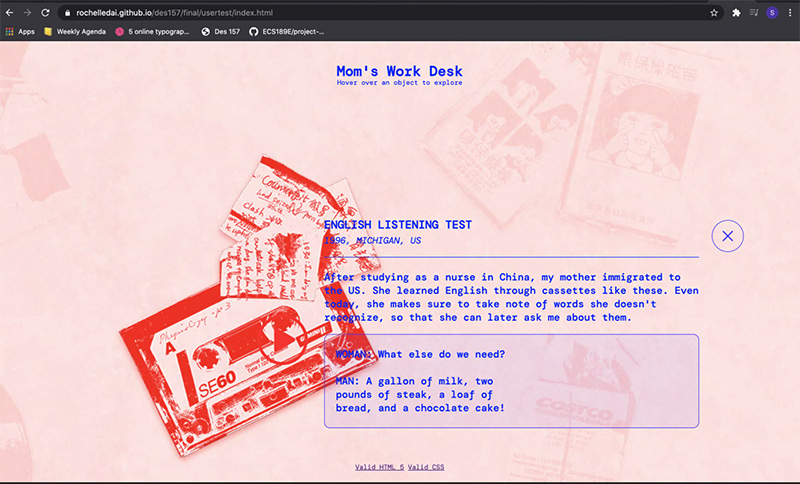 rochelledai.github.io/des157/final/usertest/index.html
S
Apps
Weekly Agenda
5 online typograp...
Des 157
ECS189E/project-...
Mom's Work Desk
Hover over an object to explore
Counterfeit
had seized
clash
ENGLISH LISTENING TEST
1996, MICHIGAN, US
After studying as a nurse in China, my mother immigrated to
the US. She learned English through cassettes like these. Even
today, she makes sure to take note of words she doesn't
recognize, so that she can later ask me about them.
A
SE60
WOMAN: What else do we need?
MAN: A gallon of milk, two
pounds of steak, a loaf of
bread, and a chocolate cake!
COSTCO
Valid HTML 5 Valid CSS